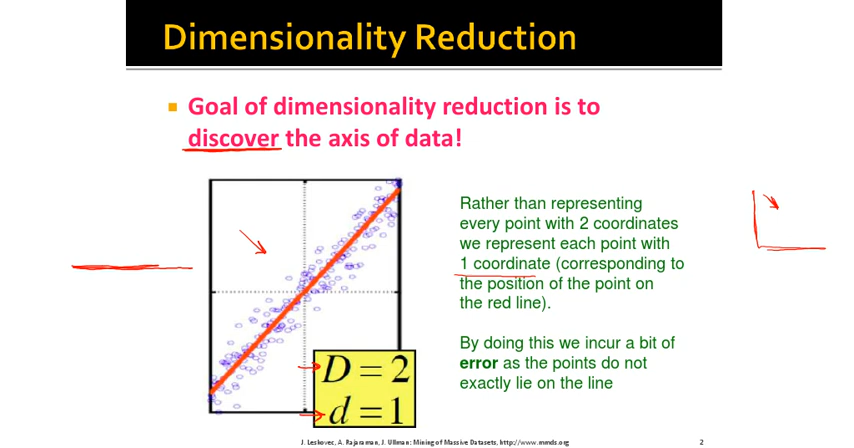 Dimensionality Reduction
Goal of dimensionality reduction is to
discover the axis of data!
Rather than representing
every point with 2 coordinates
we represent each point with
1 coordinate (corresponding to
the position of the point on
the red line).
By doing this we incur a bit of
error as the points do not
exactly lie on the line
D = 2
d = 1
J. Leskovec, A. Rajaraman, J. Ullman: Mining of Massive Datasets, http://www.mmds.org
2